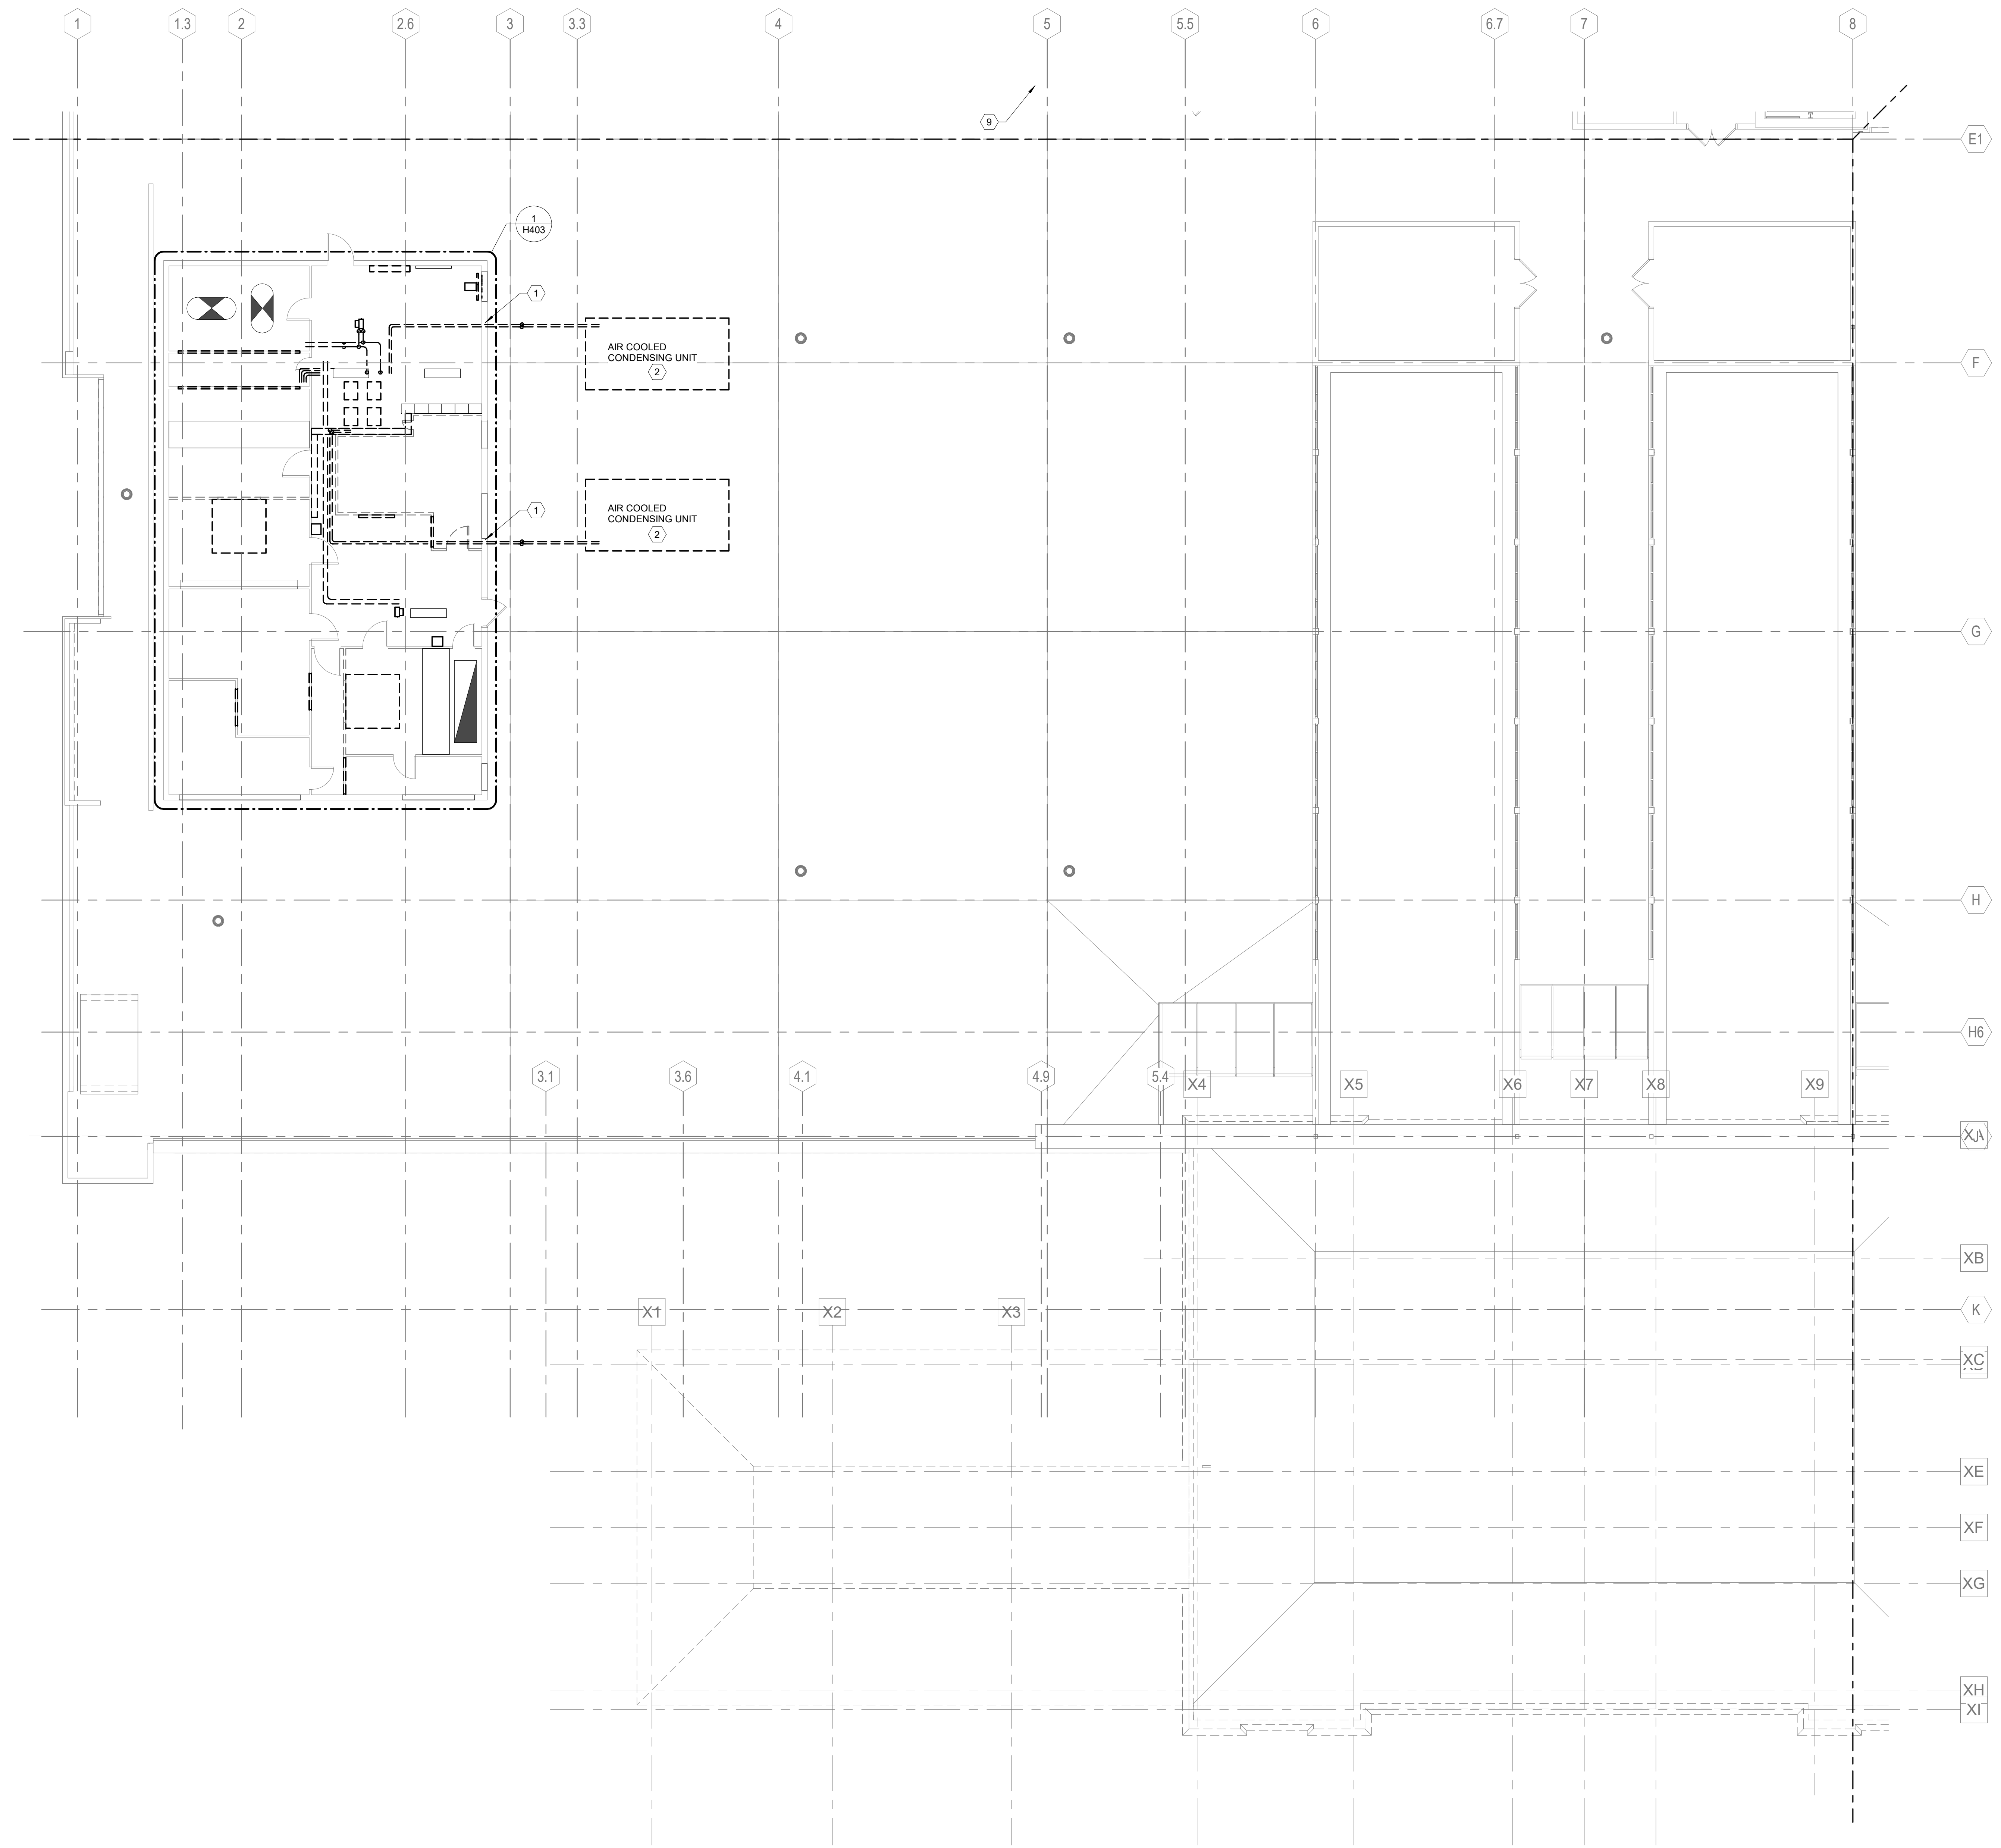 1
1.3
2
2.6
3
3.3
4
5
5.5
6
6.7
7
8
9
E1
1
H403
1
AIR COOLED
CONDENSING UNIT
2
F
1
AIR COOLED
CONDENSING UNIT
2
G
H
H6
3.1
3.6
4.1
4.9
5.4
X4
X5
X6
X7
X8
X9
XB
X1
X2
X3
K
XC
XE
XF
XG
XH
XI